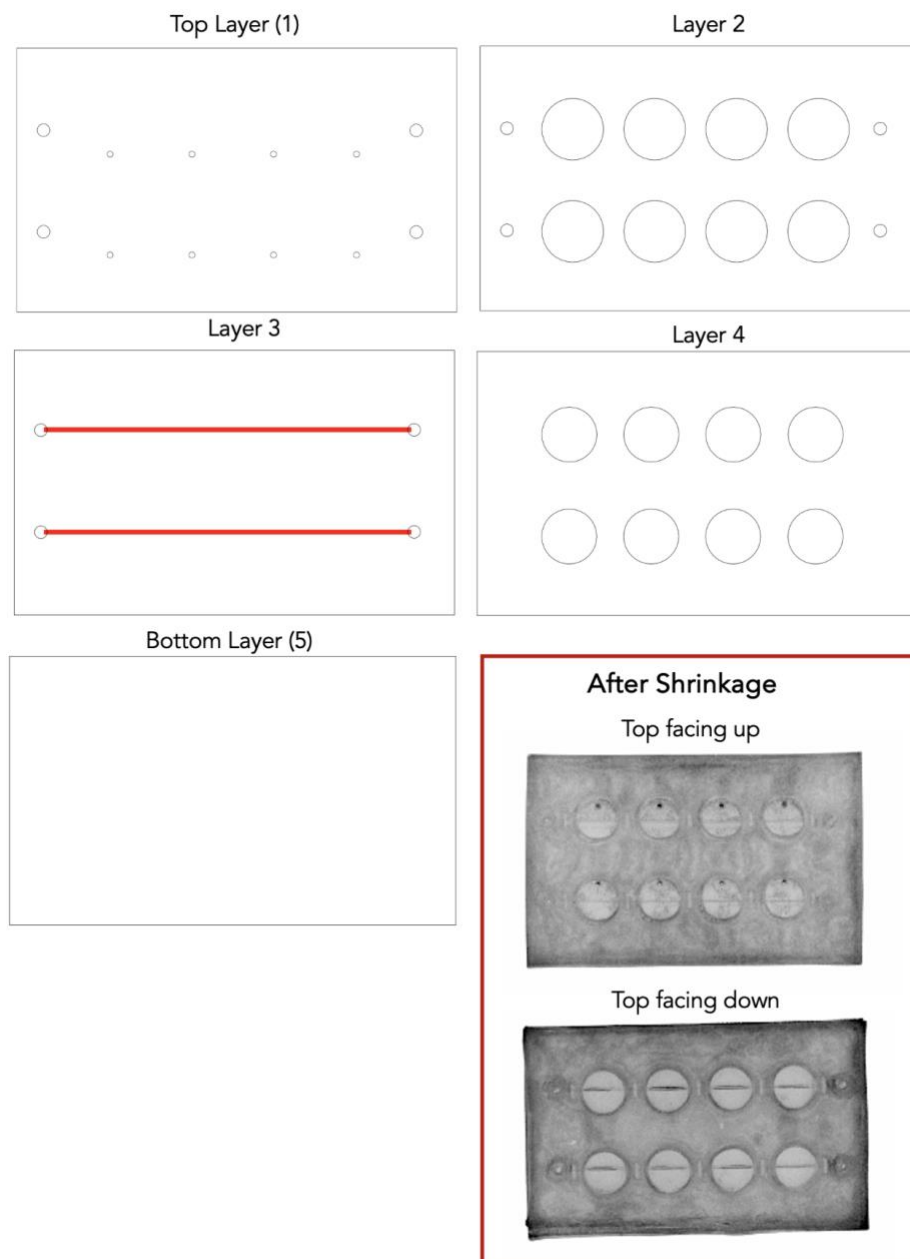 Top Layer (1)
Layer 2
Layer 3
Layer 4
Bottom Layer (5)
After Shrinkage
Top facing up
Top facing down